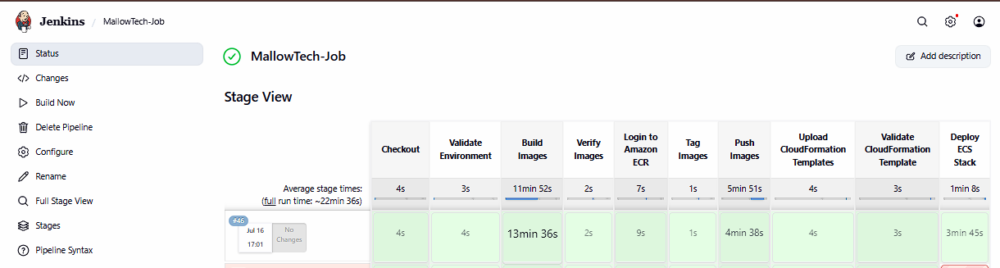 Jenkins / MallowTech-Job
Status
Changes
Build Now
Delete Pipeline
Configure
Rename
Full Stage View
Stages
Pipeline Syntax
MallowTech-Job
Add description
Stage View
Checkout
Validate
Environment
Build
Images
Verify
Images
Login to
Amazon
ECR
Tag
Images
Push
Images
Upload
CloudFormation
Templates
Validate
CloudFormation
Template
Deploy
ECS
Stack
Average stage times:
(full run time: ~22min 36s)
4s 3s 11min 52s 2s 7s 1s 5min 51s 4s 3s 1min 8s
#46
Jul 16
17:01
No
Changes
4s 4s 13min 36s 2s 9s 1s 4min 38s 4s 3s 3min 45s